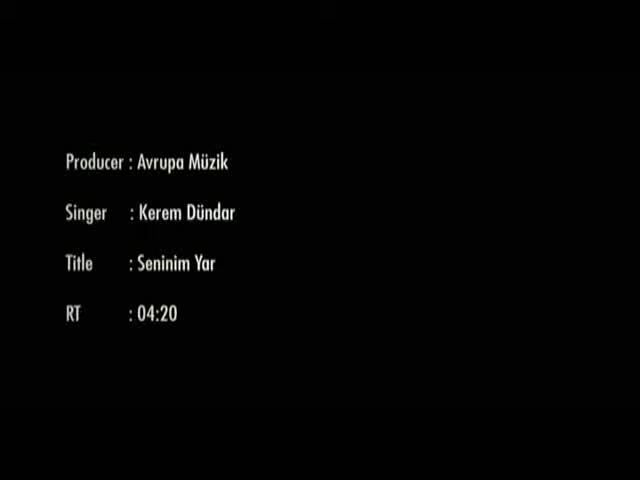 Producer : Avrupa Müzik
Singer : Kerem Dündar
Title : Seninim Yar
RT : 04:20